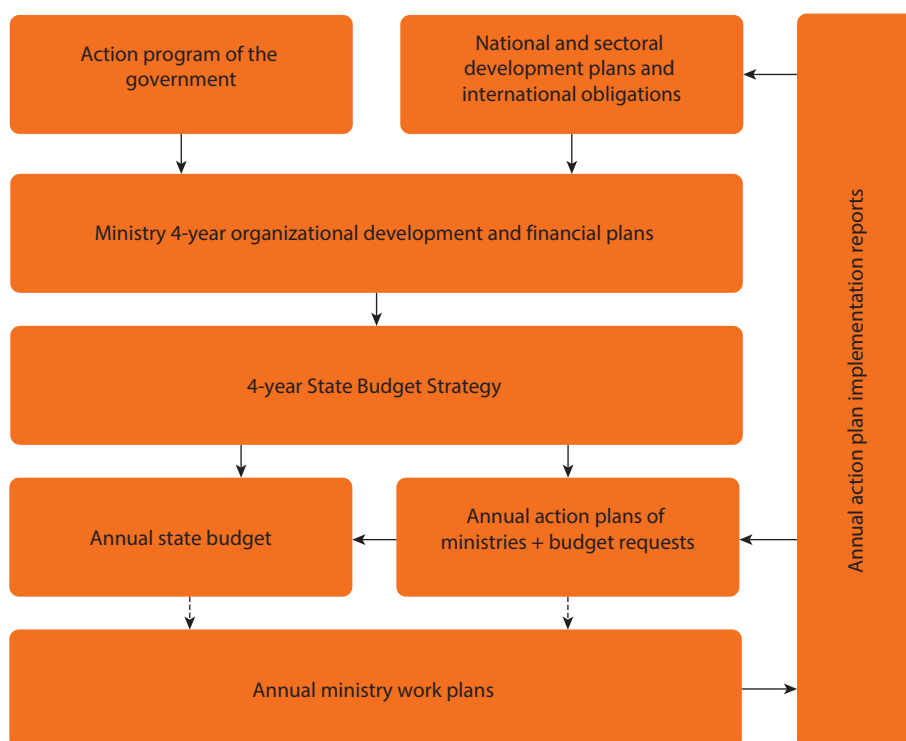 Action program of the
government
National and sectoral
development plans and
international obligations
Ministry 4-year organizational development and financial plans
4-year State Budget Strategy
Annual state budget
Annual action plans of
ministries + budget requests
Annual ministry work plans
Annual action plan implementation reports